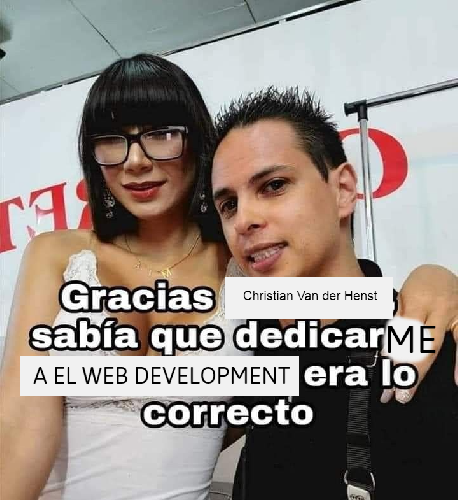 Gracias Christian Van der Henst,
sabía que dedicarME
A EL WEB DEVELOPMENT era lo
correcto